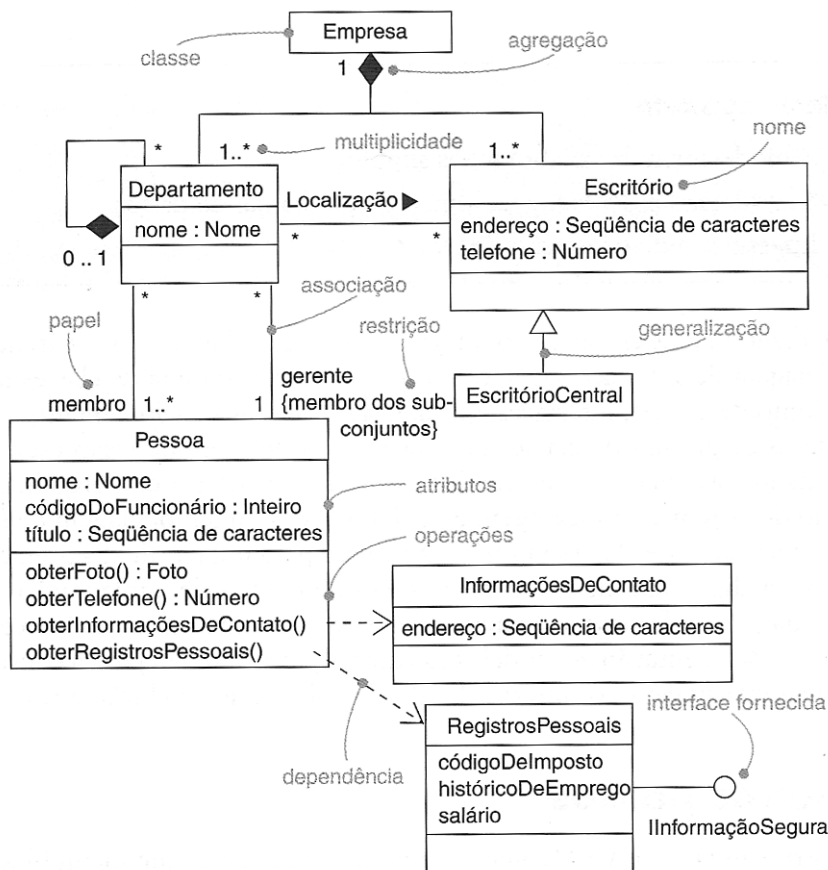 Empresa
classe
1
agregação
*
1..*
multiplicidade
1..*
nome
Departamento
nome : Nome
Localização
*
*
Escritório
endereço : Seqüência de caracteres
telefone : Número
0 .. 1
*
*
associação
papel
restrição
generalização
membro
1..*
1
gerente
{membro dos sub-
conjuntos}
EscritórioCentral
Pessoa
nome : Nome
códigoDoFuncionário : Inteiro
título : Seqüência de caracteres
atributos
operações
obterFoto() : Foto
obterTelefone() : Número
obterInformaçõesDeContato()
obterRegistrosPessoais()
InformaçõesDeContato
endereço : Seqüência de caracteres
dependência
RegistrosPessoais
códigoDeImposto
históricoDeEmprego
salário
interface fornecida
IInformaçãoSegura